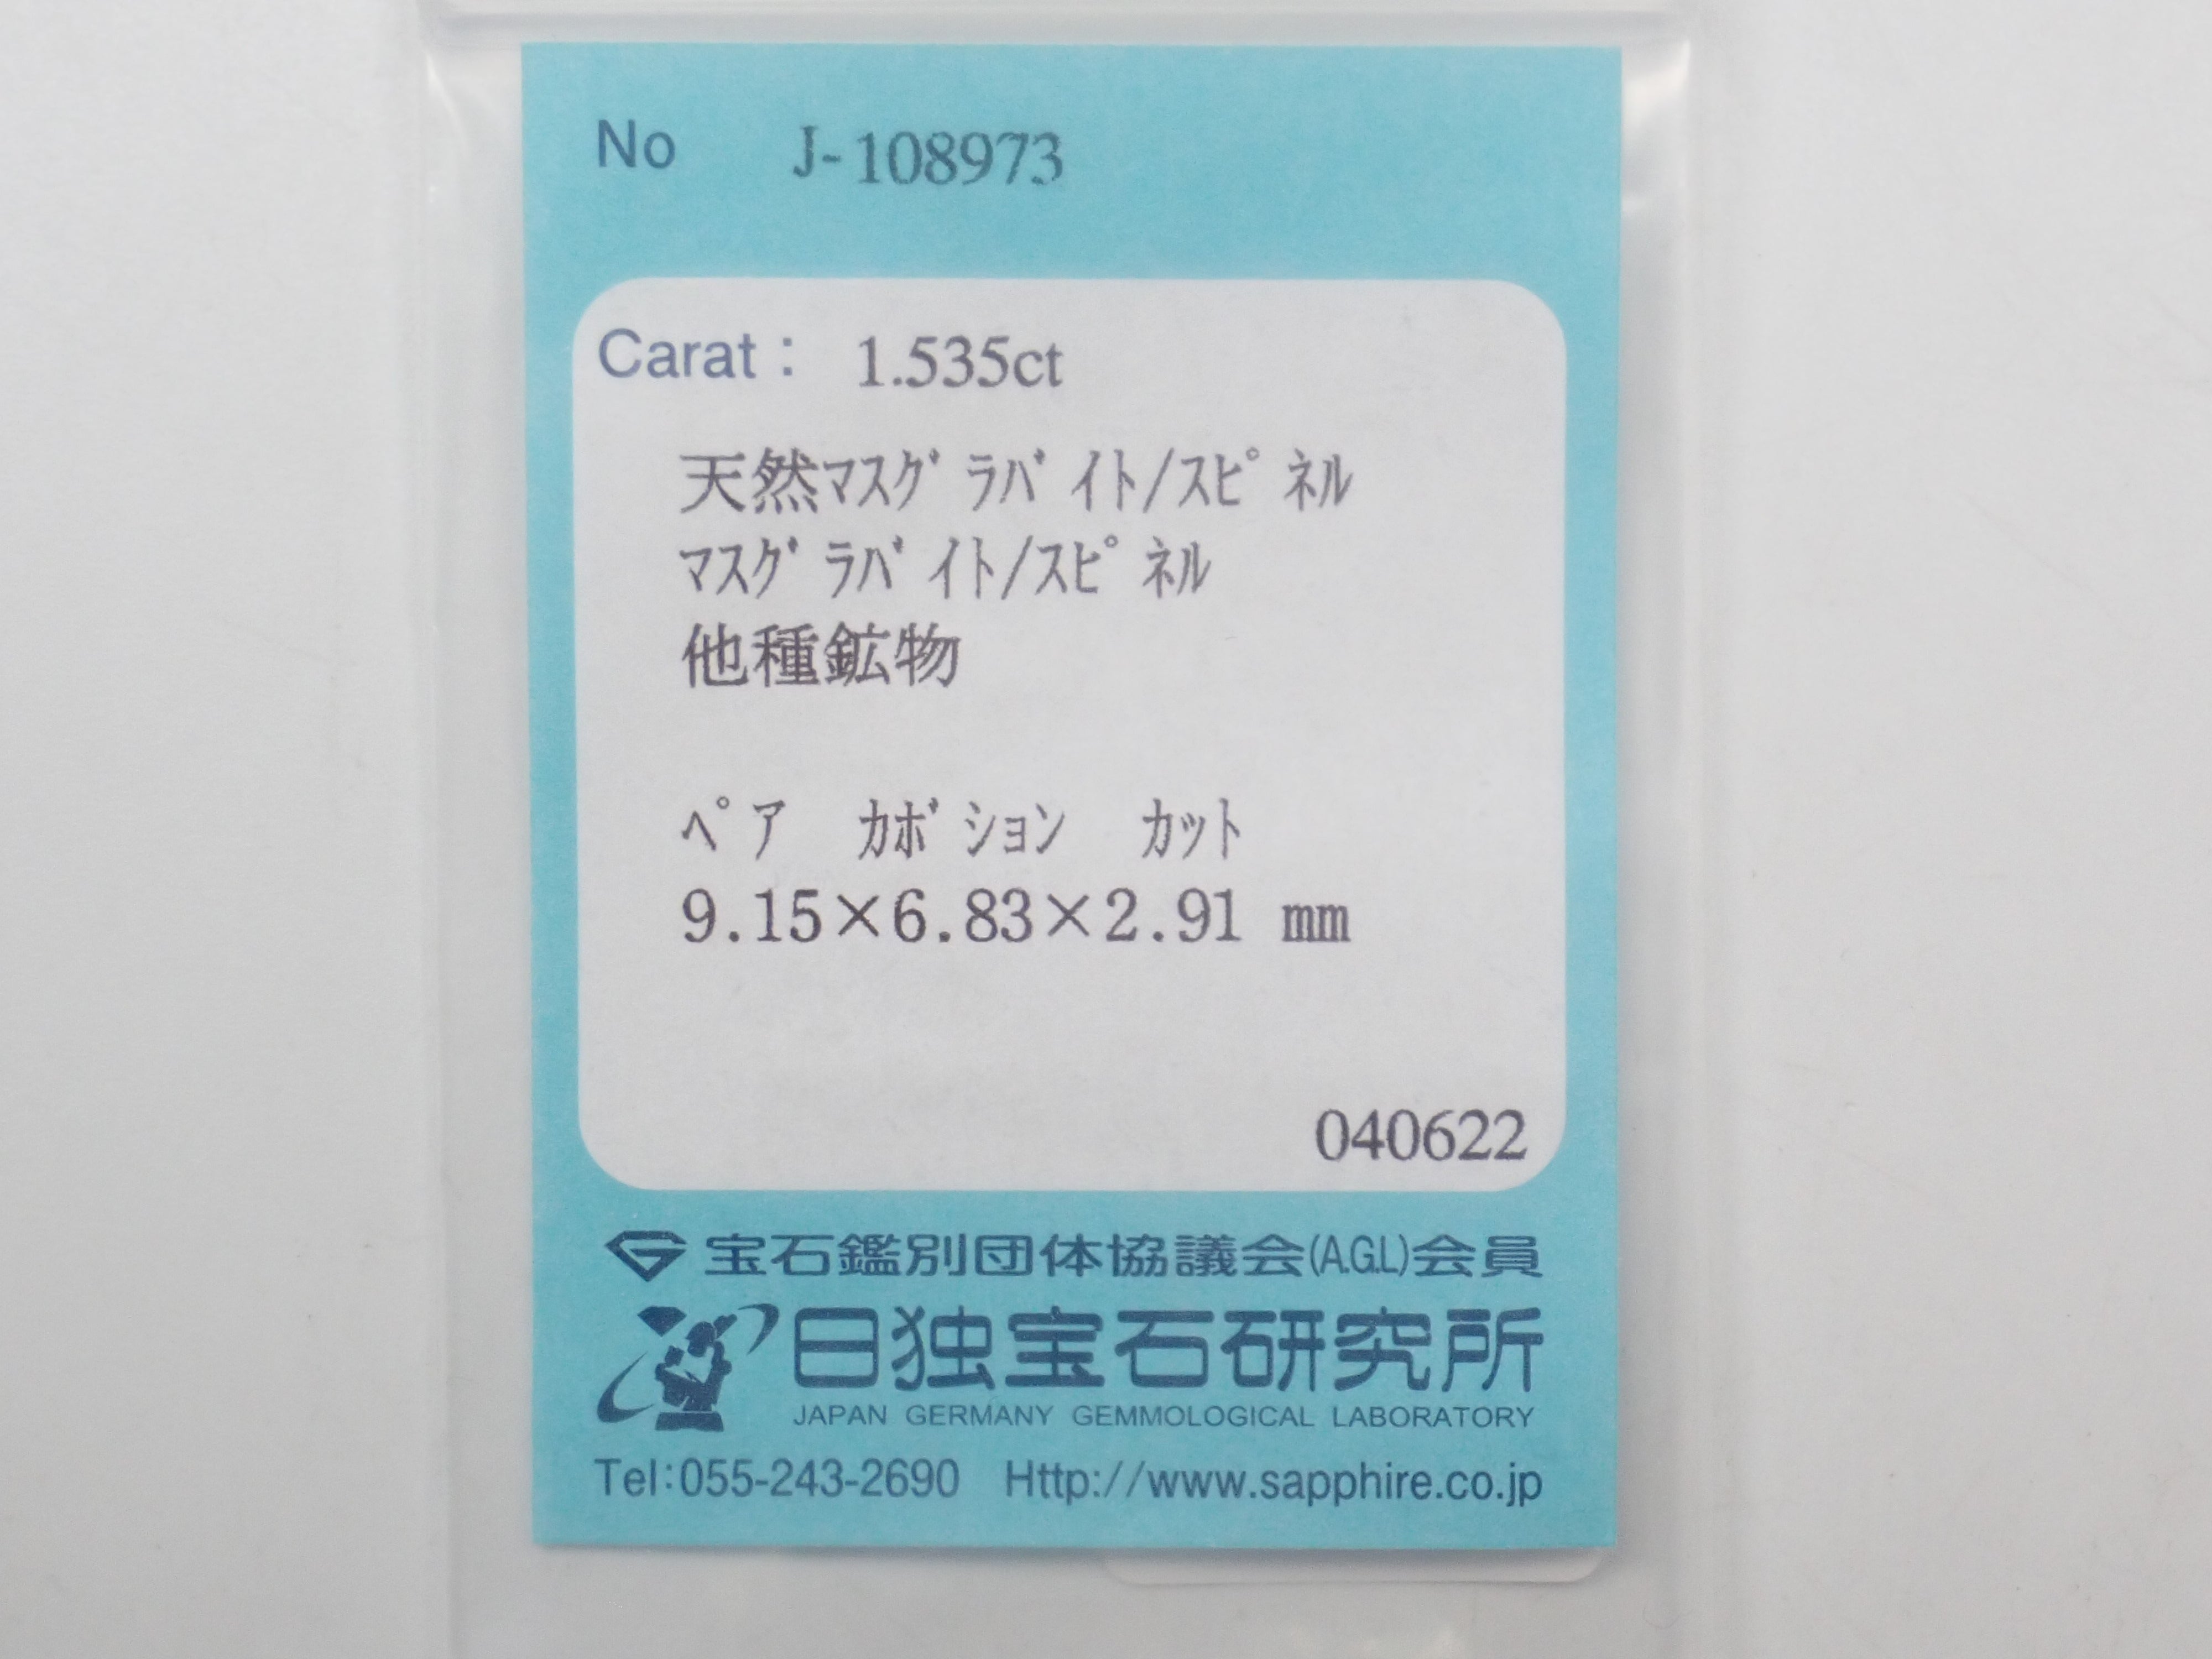 No J-108973
Carat： 1.535ct
天然ﾏｽｸﾞﾗﾊﾞｲﾄ/ｽﾋﾟﾈﾙ
ﾏｽｸﾞﾗﾊﾞｲﾄ/ｽﾋﾟﾈﾙ
他種鉱物
ﾍﾟｱ ｶﾎﾞｼｮﾝ ｶｯﾄ
9.15×6.83×2.91 mm
040622
宝石鑑別団体協議会(A.G.L)会員
日独宝石研究所
JAPAN GERMANY GEMMOLOGICAL LABORATORY
Tel:055-243-2690 Http://www.sapphire.co.jp